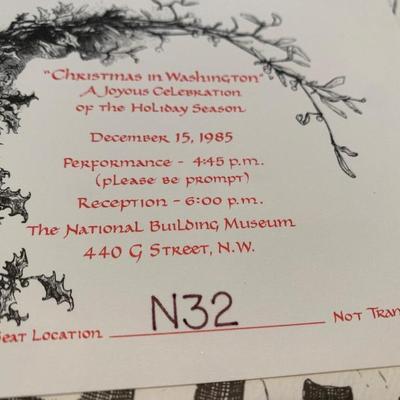 "Christmas in Washington"
A Joyous Celebration
of the Holiday Season
December 15, 1985
Performance - 4:45 p.m.
(please be prompt)
Reception - 6:00 p.m.
The National Building Museum
440 G Street, N.W.
Seat Location N32 Not Tran